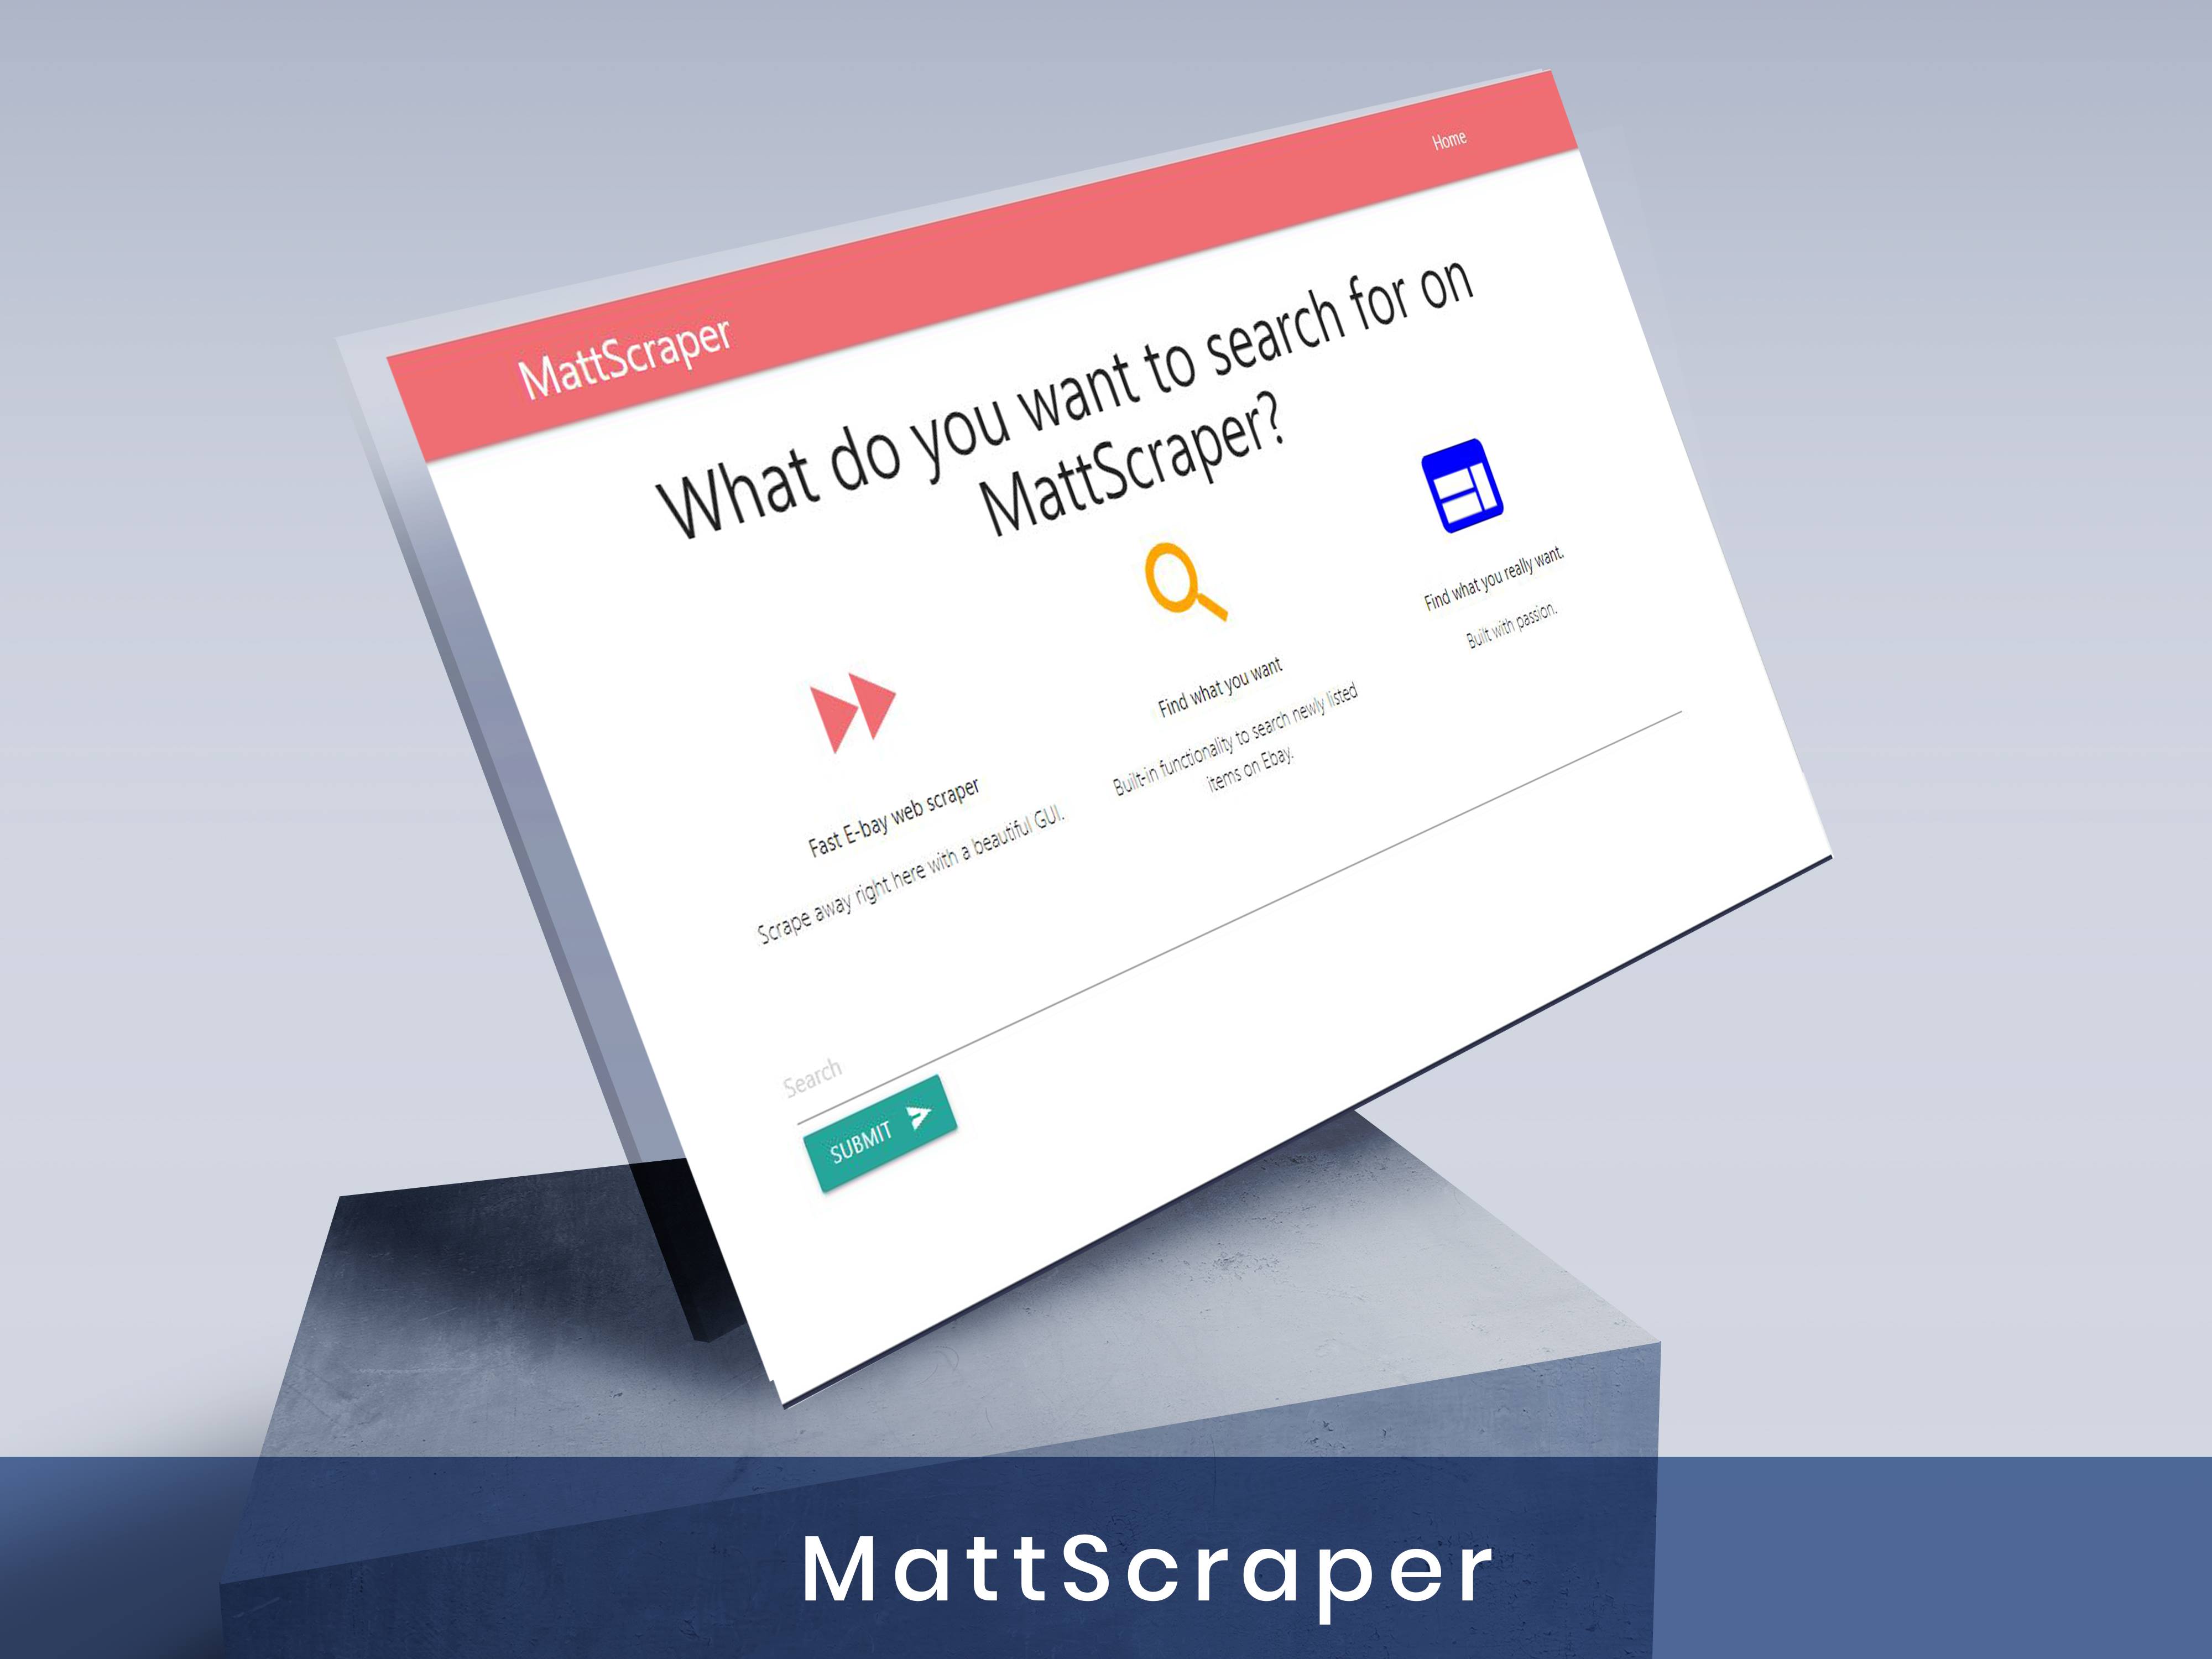 Home
MattScraper
What do you want to search for on
MattScraper?
Fast E-bay web scraper
Scrape away right here with a beautiful GUI.
Find what you want
Built-in functionality to search newly listed
items on Ebay.
Find what you really want.
Built with passion.
Search
SUBMIT
MattScraper